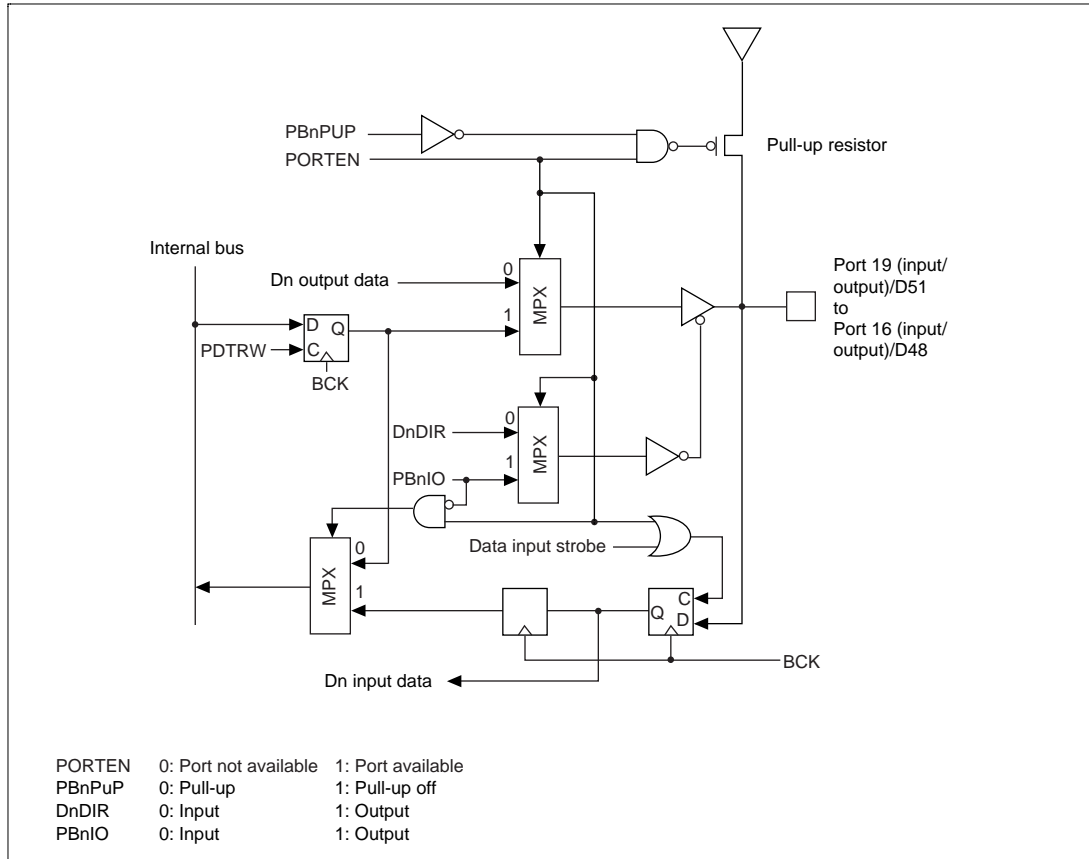 PBnPUP
PORTEN
Pull-up resistor
Internal bus
Dn output data
0
1
MPX
Port 19 (input/
output)/D51
to
Port 16 (input/
output)/D48
D Q
PDTRW
C
BCK
DnDIR
0
PBnIO
1
MPX
Data input strobe
MPX
0
1
Q
C
D
BCK
Dn input data
PORTEN 0: Port not available 1: Port available
PBnPuP 0: Pull-up 1: Pull-up off
DnDIR 0: Input 1: Output
PBnIO 0: Input 1: Output